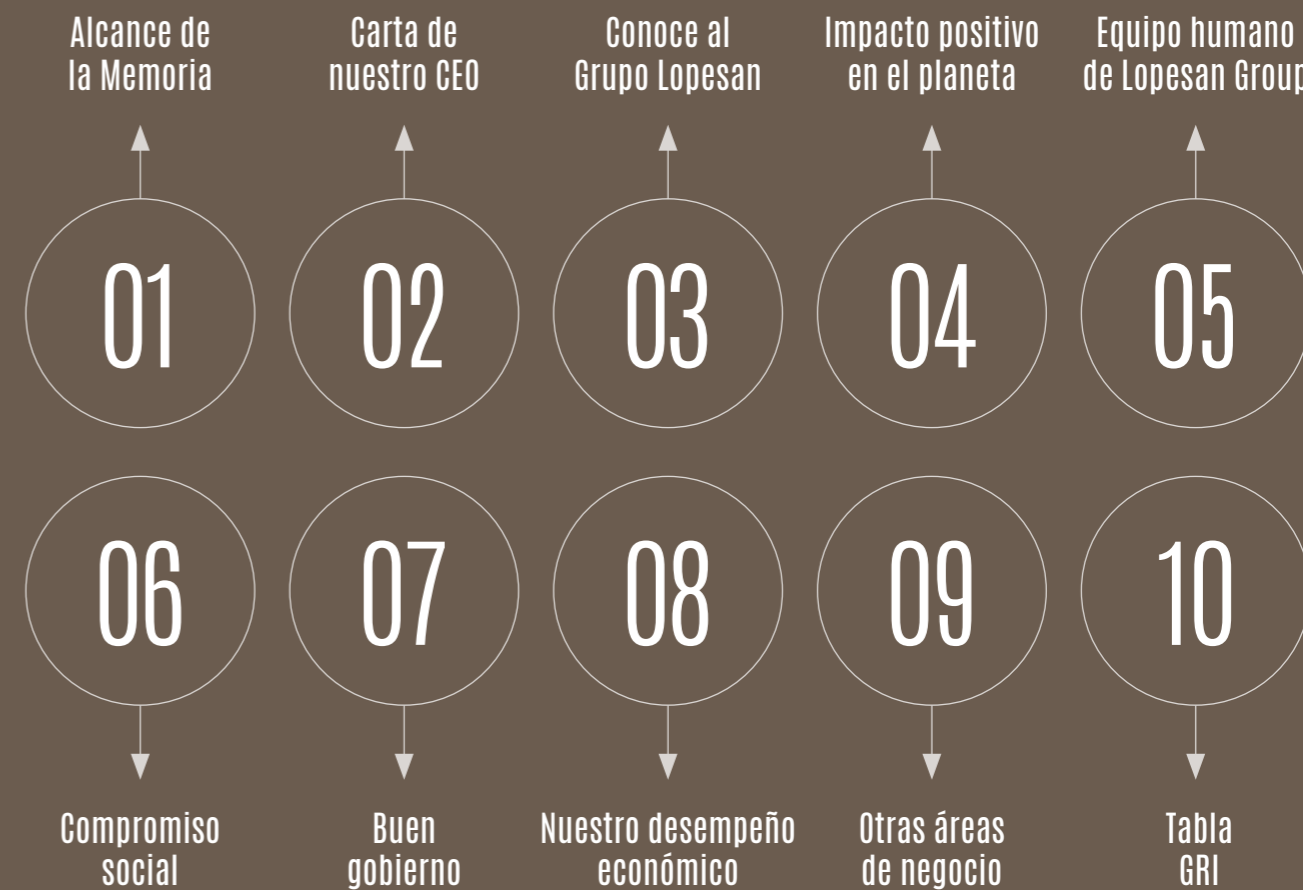 Alcance de
la Memoria
Carta de
nuestro CEO
Conoce al
Grupo Lopesan
Impacto positivo
en el planeta
Equipo humano
de Lopesan Group
01
02
03
04
05
06
07
08
09
10
Compromiso
social
Buen
gobierno
Nuestro desempeño
económico
Otras áreas
de negocio
Tabla
GRI